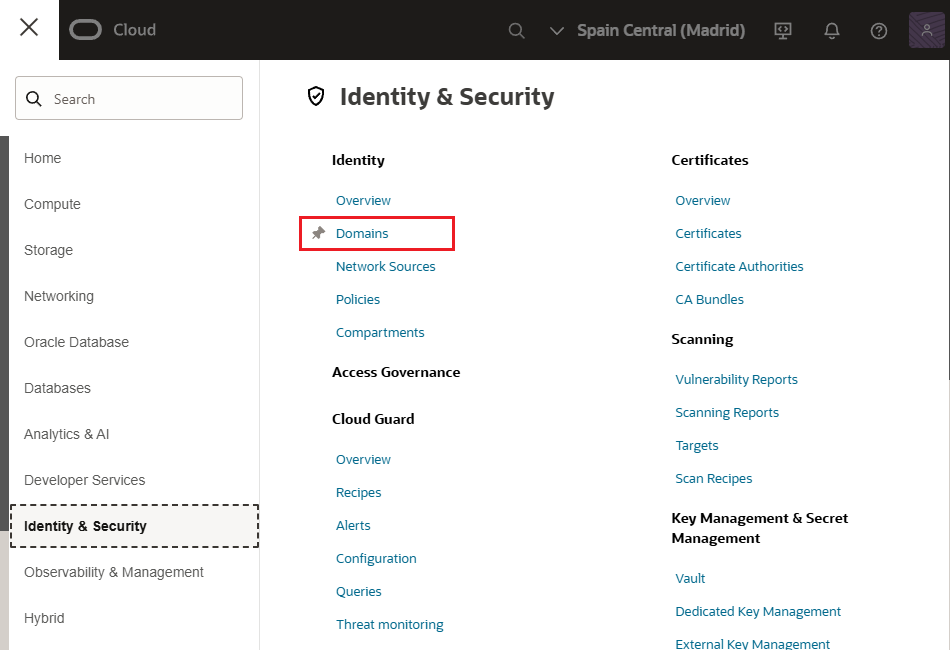 Cloud
Spain Central (Madrid)
Search
Home
Compute
Storage
Networking
Oracle Database
Databases
Analytics & AI
Developer Services
Identity & Security
Observability & Management
Hybrid
Identity & Security
Identity
Overview
Domains
Network Sources
Policies
Compartments
Access Governance
Cloud Guard
Overview
Recipes
Alerts
Configuration
Queries
Threat monitoring
Certificates
Overview
Certificates
Certificate Authorities
CA Bundles
Scanning
Vulnerability Reports
Scanning Reports
Targets
Scan Recipes
Key Management & Secret
Management
Vault
Dedicated Key Management
External Key Management